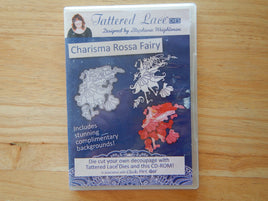 Tattered Lace DIES
Designed by Stephanie Weightman
Charisma Rossa Fairy
Includes
stunning
complimentary
backgrounds!
Die cut your own decoupage with
Tattered Lace Dies and this CD-ROM!